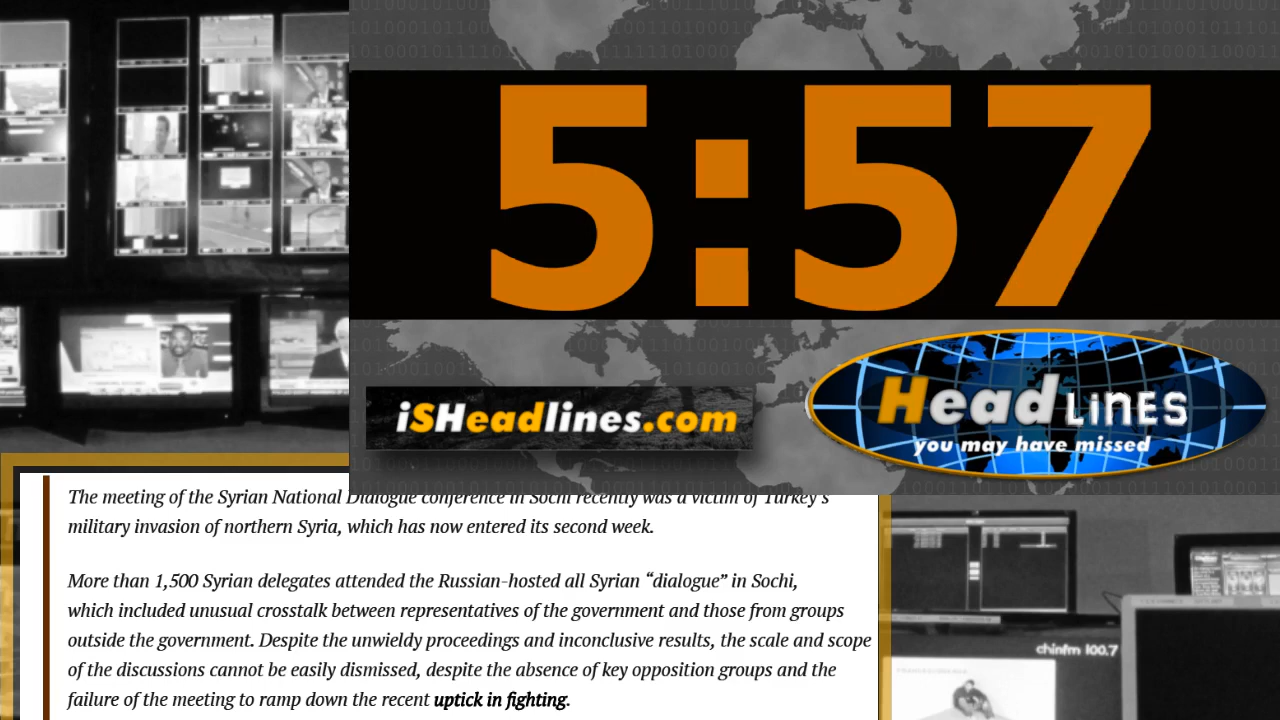 5:57
iSHeadlines.com
HeadLINES
you may have missed
The meeting of the Syrian National Dialogue conference in Sochi recently was a victim of Turkey's
military invasion of northern Syria, which has now entered its second week.
More than 1,500 Syrian delegates attended the Russian-hosted all Syrian “dialogue” in Sochi,
which included unusual crosstalk between representatives of the government and those from groups
outside the government. Despite the unwieldy proceedings and inconclusive results, the scale and scope
of the discussions cannot be easily dismissed, despite the absence of key opposition groups and the
failure of the meeting to ramp down the recent uptick in fighting.
chinfm 100.7